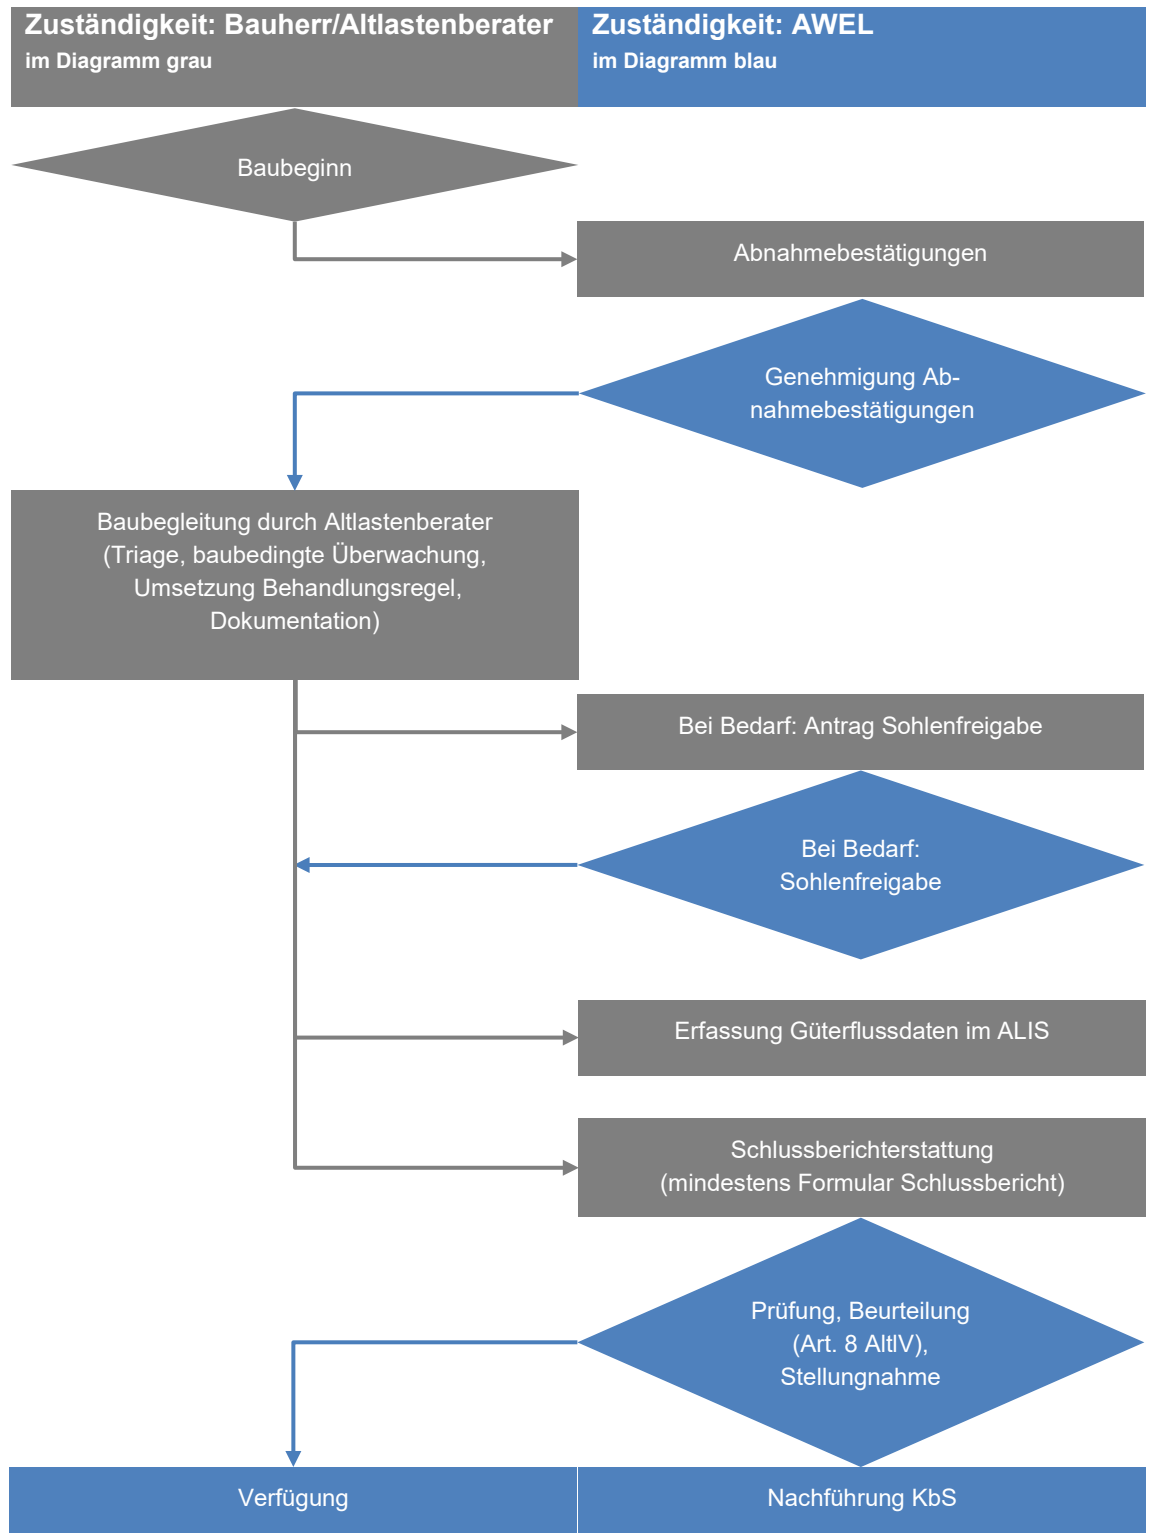 Zuständigkeit: Bauherr/Altlastenberater
im Diagramm grau
Zuständigkeit: AWEL
im Diagramm blau
Baubeginn
Abnahmebestätigungen
Genehmigung Ab-
nahmebestätigungen
Baubegleitung durch Altlastenberater
(Triage, baubedingte Überwachung,
Umsetzung Behandlungsregel,
Dokumentation)
Bei Bedarf: Antrag Sohlenfreigabe
Bei Bedarf:
Sohlenfreigabe
Erfassung Güterflussdaten im ALIS
Schlussberichterstattung
(mindestens Formular Schlussbericht)
Prüfung, Beurteilung
(Art. 8 AltlV),
Stellungnahme
Verfügung
Nachführung KbS